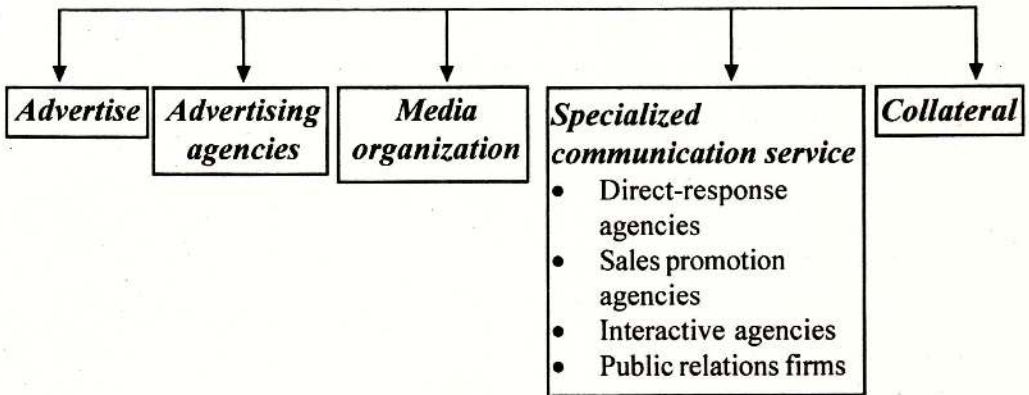 Advertise
Advertising
agencies
Media
organization
Specialized
communication service
• Direct-response
agencies
• Sales promotion
agencies
• Interactive agencies
• Public relations firms
Collateral